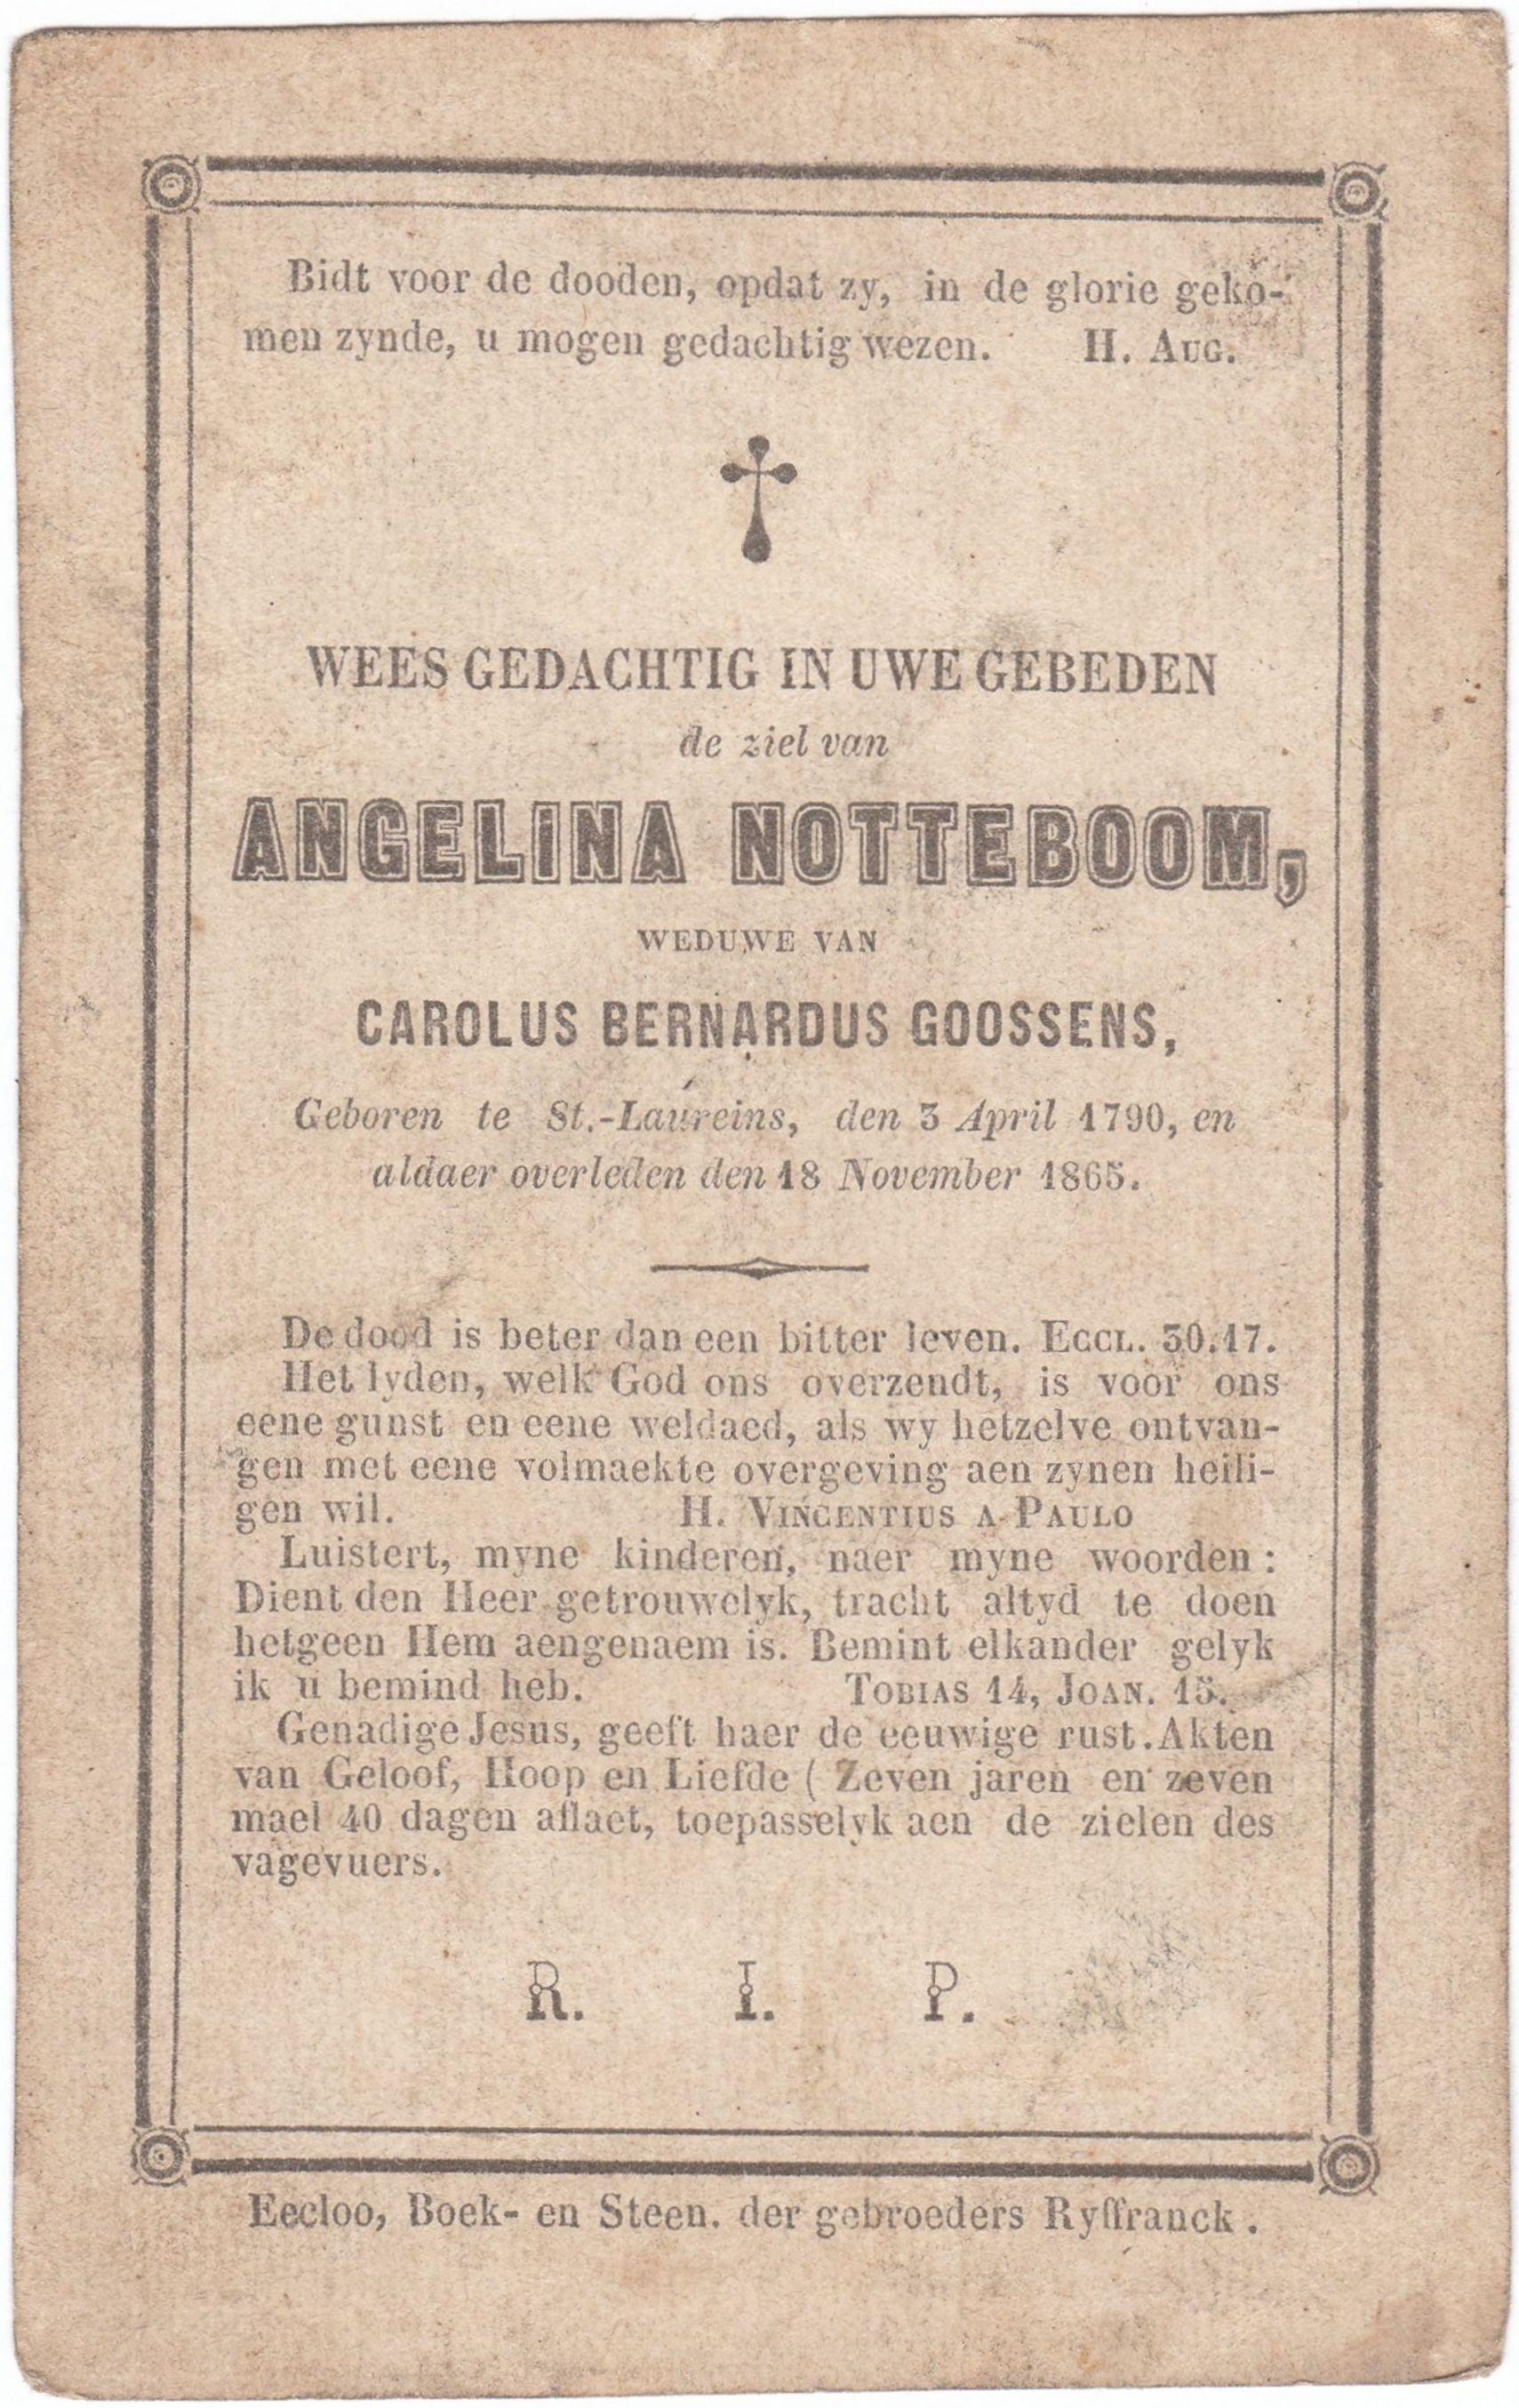 Bidt voor de dooden, opdat zy, in de glorie geko-
men zynde, u mogen gedachtig wezen. H. Aug.
WEES GEDACHTIG IN UWE GEBEDEN
de ziel van
ANGELINA NOTTEBOOM,
WEDUWE VAN
CAROLUS BERNARDUS GOOSSENS,
Geboren te St.-Laureins, den 3 April 1790, en
aldaer overleden den 18 November 1865.
De dood is beter dan een bitter leven. Eccl. 30.17.
Het lyden, welk God ons overzendt, is voor ons
eene gunst en eene weldaed, als wy hetzelve ontvan-
gen met eene volmaekte overgeving aen zynen heili-
gen wil. H. Vincentius a Paulo
Luistert, myne kinderen, naer myne woorden :
Dient den Heer getrouwelyk, tracht altyd te doen
hetgeen Hem aengenaem is. Bemint elkander gelyk
ik u bemind heb. Tobias 14, Joan. 15.
Genadige Jesus, geeft haer de eeuwige rust. Akten
van Geloof, Hoop en Liefde ( Zeven jaren en zeven
mael 40 dagen aflaet, toepasselyk aen de zielen des
vagevuers.
R. I. P.
Eecloo, Boek- en Steen. der gebroeders Ryffranck.